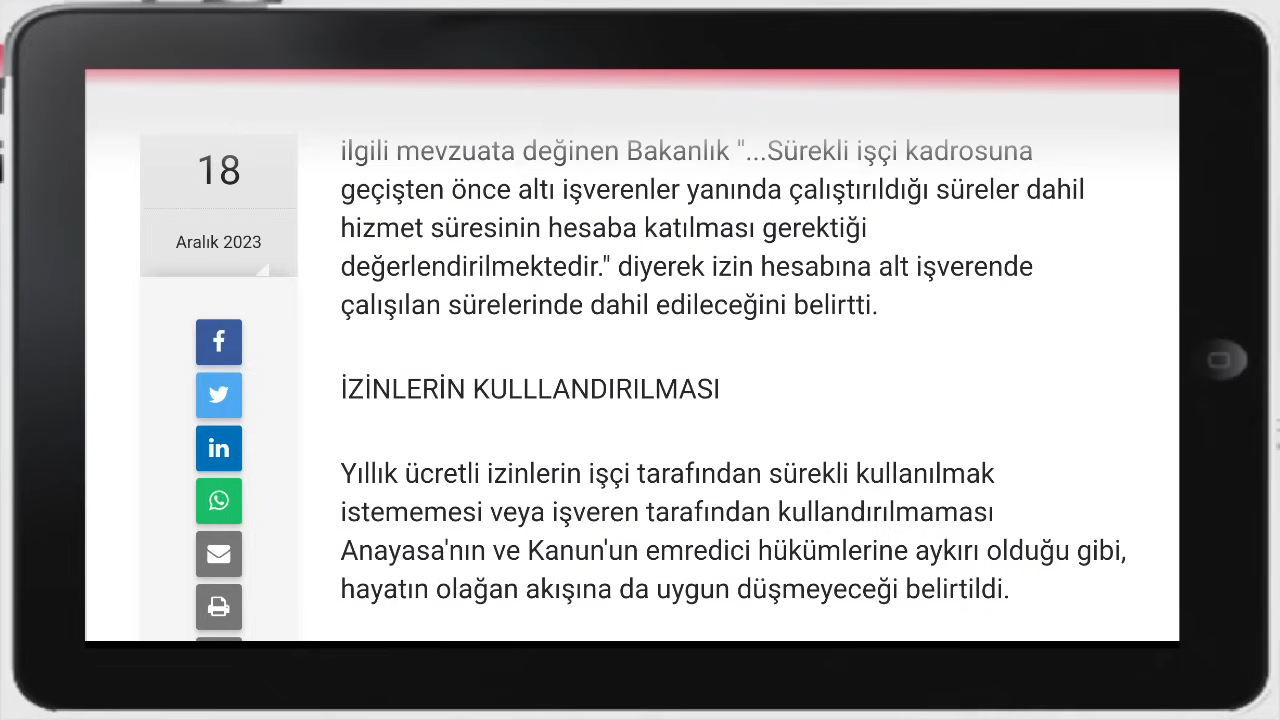 18
Aralık 2023
ilgili mevzuata değinen Bakanlık "...Sürekli işçi kadrosuna
geçişten önce altı işverenler yanında çalıştırıldığı süreler dahil
hizmet süresinin hesaba katılması gerektiği
değerlendirilmektedir." diyerek izin hesabına alt işverende
çalışılan sürelerinde dahil edileceğini belirtti.
İZİNLERİN KULLLANDIRILMASI
Yıllık ücretli izinlerin işçi tarafından sürekli kullanılmak
istememesi veya işveren tarafından kullandırılmaması
Anayasa'nın ve Kanun'un emredici hükümlerine aykırı olduğu gibi,
hayatın olağan akışına da uygun düşmeyeceği belirtildi.